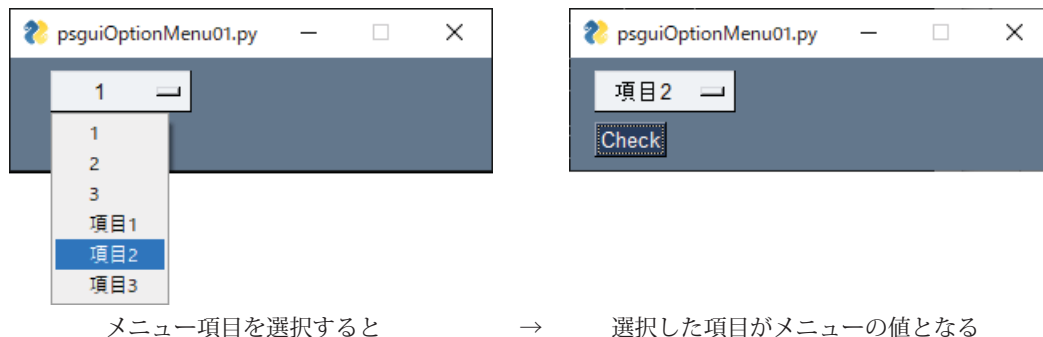 psguiOptionMenu01.py
1
1
2
3
項目1
項目2
項目3
psguiOptionMenu01.py
項目2
Check
メニュー項目を選択すると → 選択した項目がメニューの値となる